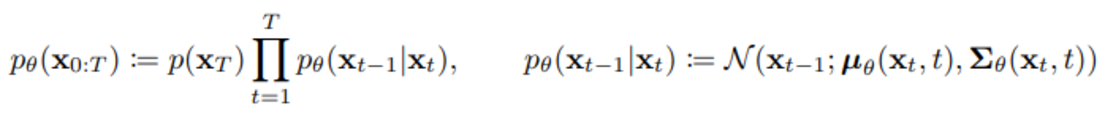 p_θ(𝐱_{0:T}) ≔ p(𝐱_T) ∏_{t=1}^{T} p_θ(𝐱_{t−1}|𝐱_t),    p_θ(𝐱_{t−1}|𝐱_t) ≔ 𝒩(𝐱_{t−1}; 𝝁_θ(𝐱_t, t), 𝚺_θ(𝐱_t, t))